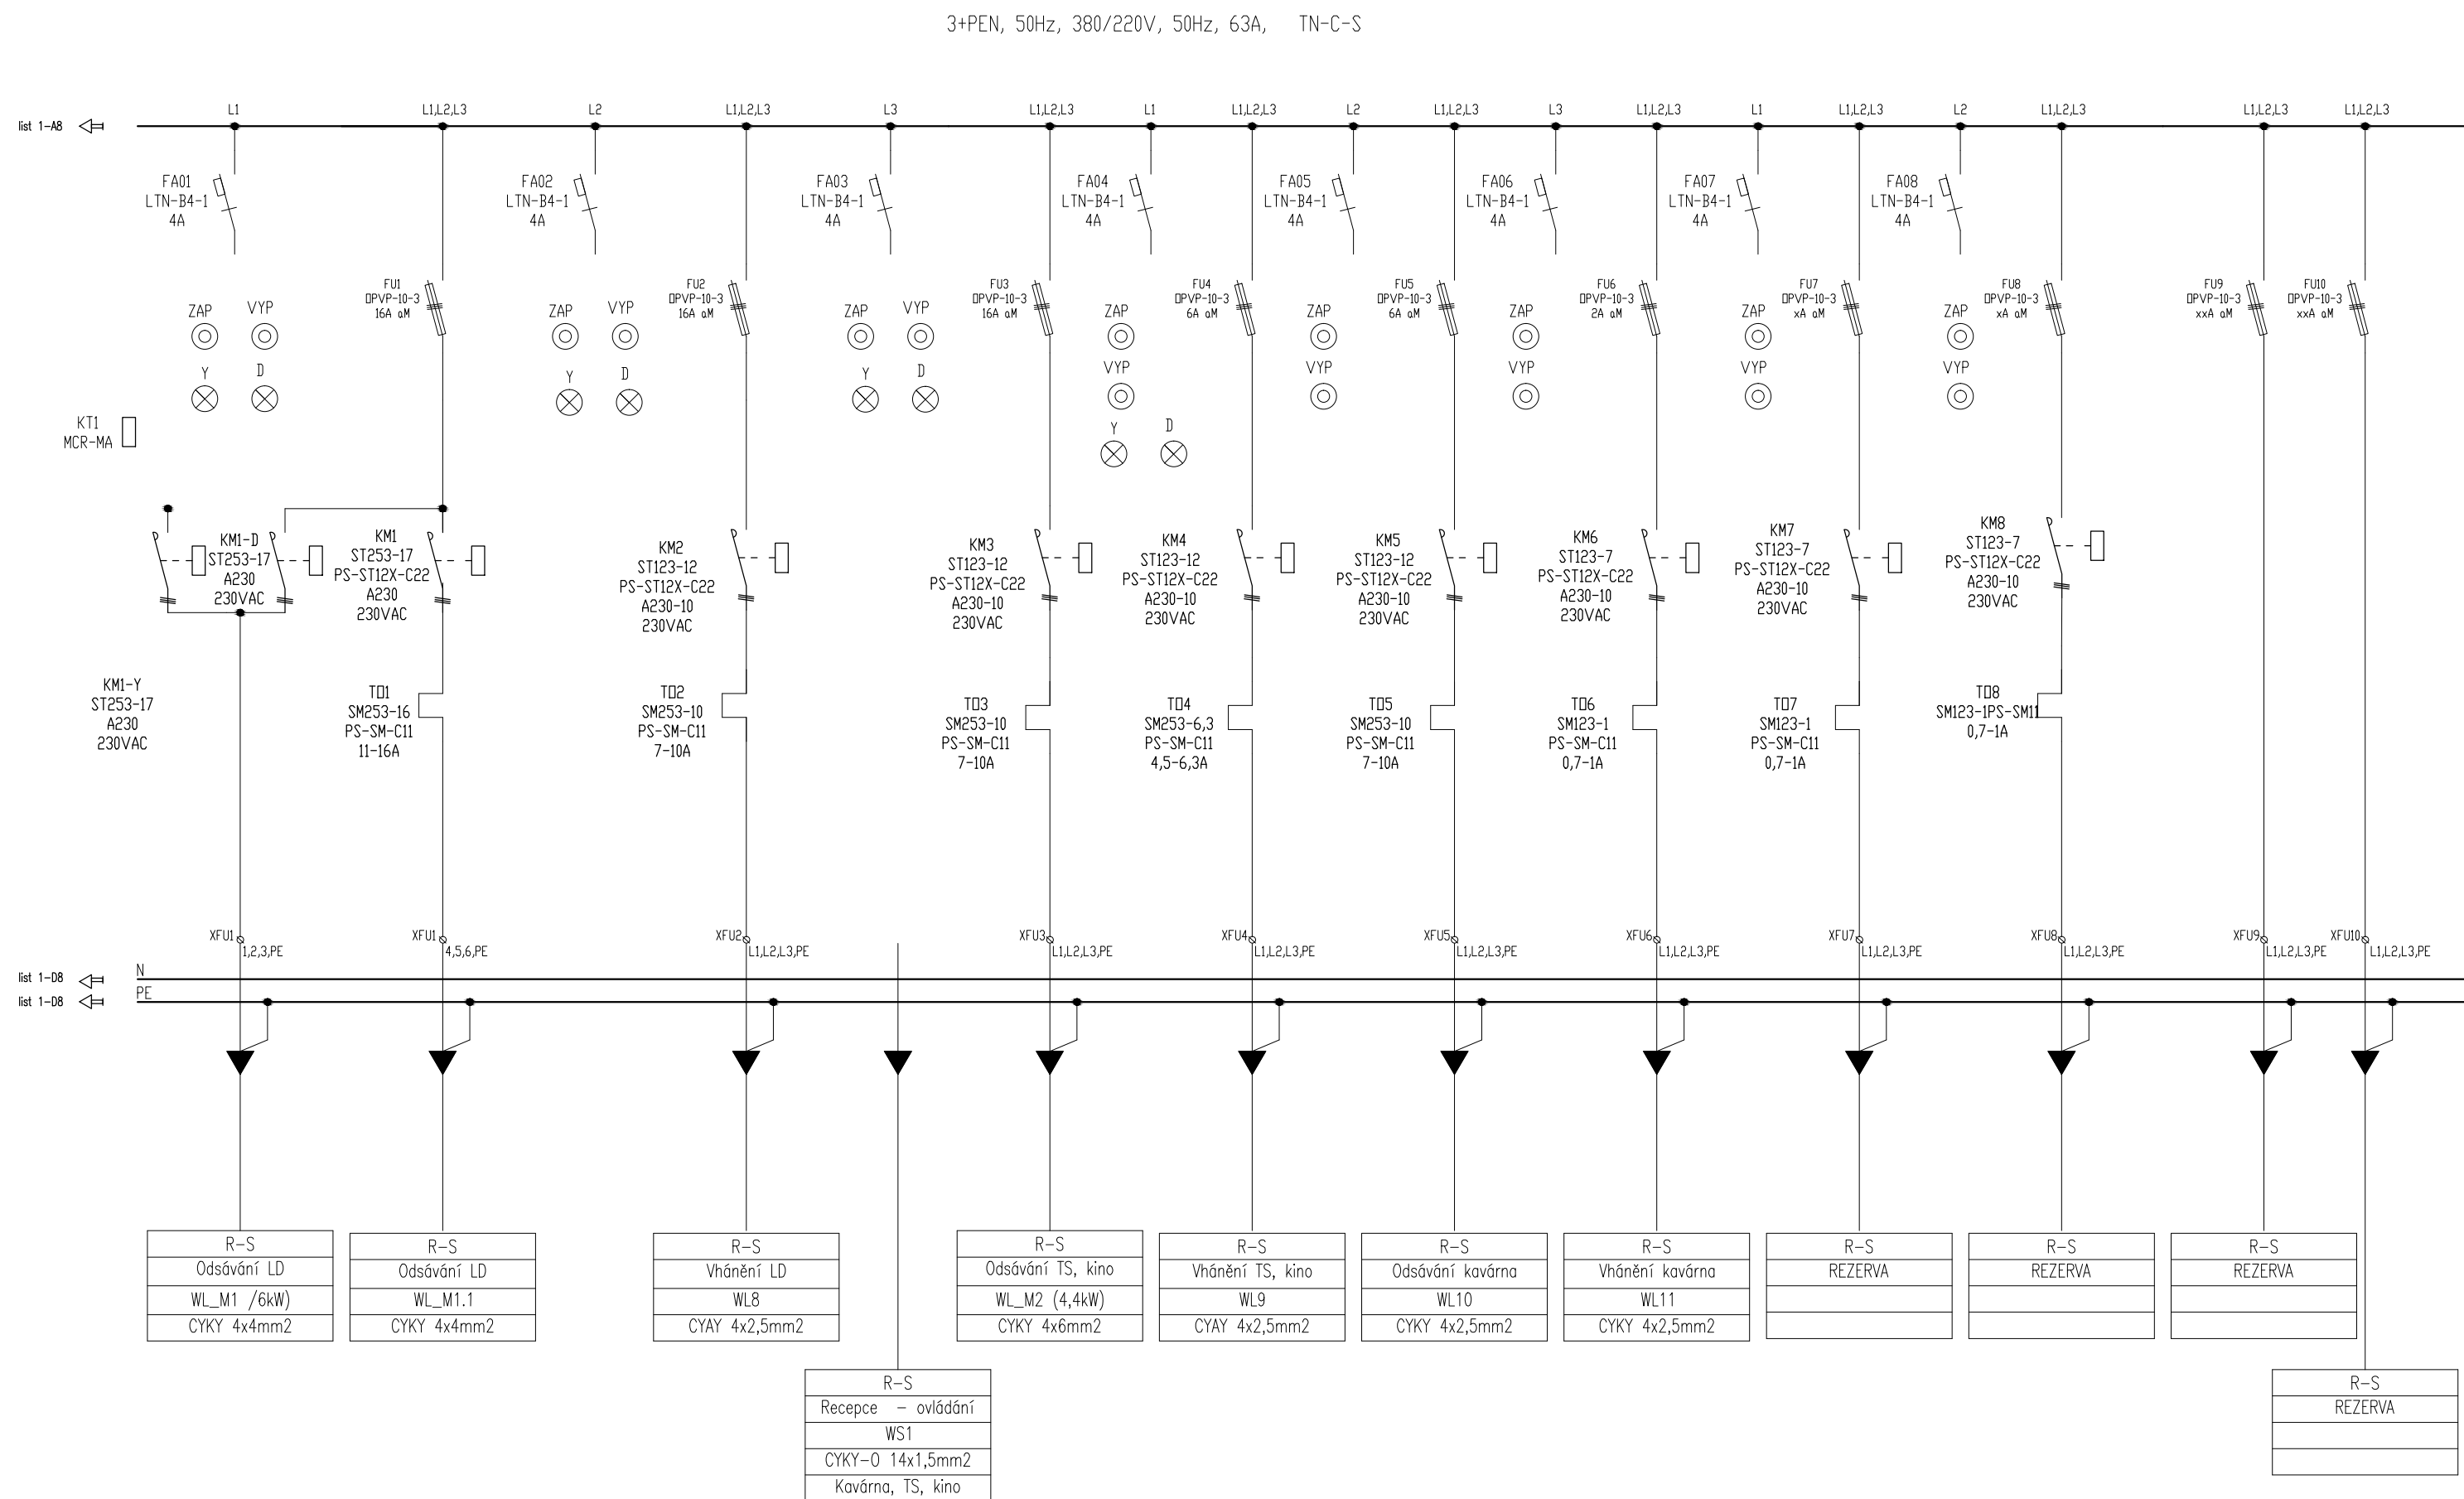 3+PEN, 50Hz, 380/220V, 50Hz, 63A, TN-C-S
list 1-A8
L1
L1,L2,L3
L2
L1,L2,L3
L3
L1,L2,L3
L1
L1,L2,L3
L2
L1,L2,L3
L3
L1,L2,L3
L1
L1,L2,L3
L2
L1,L2,L3
L1,L2,L3
L1,L2,L3
FA01
LTN-B4-1
4A
FA02
LTN-B4-1
4A
FA03
LTN-B4-1
4A
FA04
LTN-B4-1
4A
FA05
LTN-B4-1
4A
FA06
LTN-B4-1
4A
FA07
LTN-B4-1
4A
FA08
LTN-B4-1
4A
FU1
OPVP-10-3
16A aM
FU2
OPVP-10-3
16A aM
FU3
OPVP-10-3
16A aM
FU4
OPVP-10-3
6A aM
FU5
OPVP-10-3
6A aM
FU6
OPVP-10-3
2A aM
FU7
OPVP-10-3
xA aM
FU8
OPVP-10-3
xA aM
FU9
OPVP-10-3
xxA aM
FU10
OPVP-10-3
xxA aM
ZAP
VYP
Y
D
ZAP
VYP
Y
D
ZAP
VYP
Y
D
ZAP
VYP
Y
D
ZAP
VYP
ZAP
VYP
ZAP
VYP
ZAP
VYP
KT1
MCR-MA
KM1-D
ST253-17
A230
230VAC
KM1
ST253-17
PS-ST12X-C22
A230
230VAC
KM2
ST123-12
PS-ST12X-C22
A230-10
230VAC
KM3
ST123-12
PS-ST12X-C22
A230-10
230VAC
KM4
ST123-12
PS-ST12X-C22
A230-10
230VAC
KM5
ST123-12
PS-ST12X-C22
A230-10
230VAC
KM6
ST123-7
PS-ST12X-C22
A230-10
230VAC
KM7
ST123-7
PS-ST12X-C22
A230-10
230VAC
KM8
ST123-7
PS-ST12X-C22
A230-10
230VAC
KM1-Y
ST253-17
A230
230VAC
TO1
SM253-16
PS-SM-C11
11-16A
TO2
SM253-10
PS-SM-C11
7-10A
TO3
SM253-10
PS-SM-C11
7-10A
TO4
SM253-6,3
PS-SM-C11
4,5-6,3A
TO5
SM253-10
PS-SM-C11
7-10A
TO6
SM123-1
PS-SM-C11
0,7-1A
TO7
SM123-1
PS-SM-C11
0,7-1A
TO8
SM123-1PS-SM11
0,7-1A
XFU1
1,2,3,PE
XFU1
4,5,6,PE
XFU2
L1,L2,L3,PE
XFU3
L1,L2,L3,PE
XFU4
L1,L2,L3,PE
XFU5
L1,L2,L3,PE
XFU6
L1,L2,L3,PE
XFU7
L1,L2,L3,PE
XFU8
L1,L2,L3,PE
XFU9
L1,L2,L3,PE
XFU10
L1,L2,L3,PE
list 1-D8
N
list 1-D8
PE
R-S
Odsávání LD
WL_M1 /6kW)
CYKY 4x4mm2
R-S
Odsávání LD
WL_M1.1
CYKY 4x4mm2
R-S
Vhánění LD
WL8
CYAY 4x2,5mm2
R-S
Odsávání TS, kino
WL_M2 (4,4kW)
CYKY 4x6mm2
R-S
Vhánění TS, kino
WL9
CYAY 4x2,5mm2
R-S
Odsávání kavárna
WL10
CYKY 4x2,5mm2
R-S
Vhánění kavárna
WL11
CYKY 4x2,5mm2
R-S
REZERVA
R-S
REZERVA
R-S
REZERVA
R-S
Recepce - ovládání
WS1
CYKY-O 14x1,5mm2
Kavárna, TS, kino
R-S
REZERVA